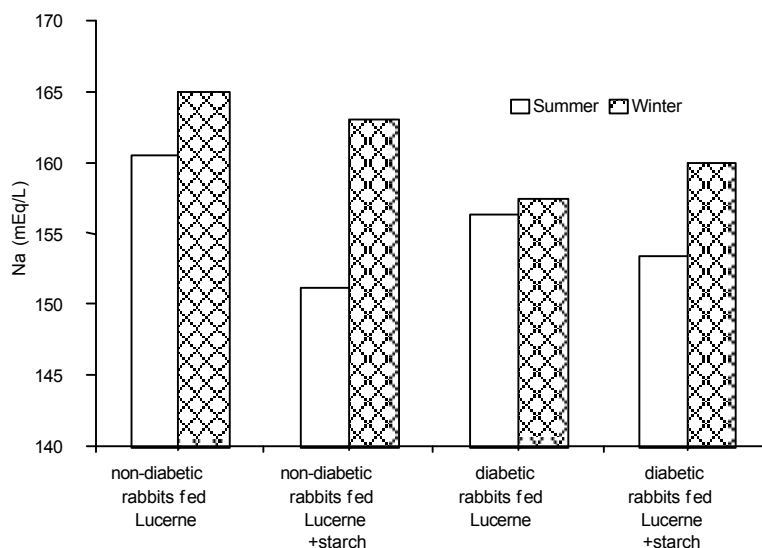 170
165
160
155
150
145
140
Na (mEq/L)
Summer Winter
non-diabetic
rabbits fed
Lucerne
non-diabetic
rabbits fed
Lucerne
+starch
diabetic
rabbits fed
Lucerne
diabetic
rabbits fed
Lucerne
+starch